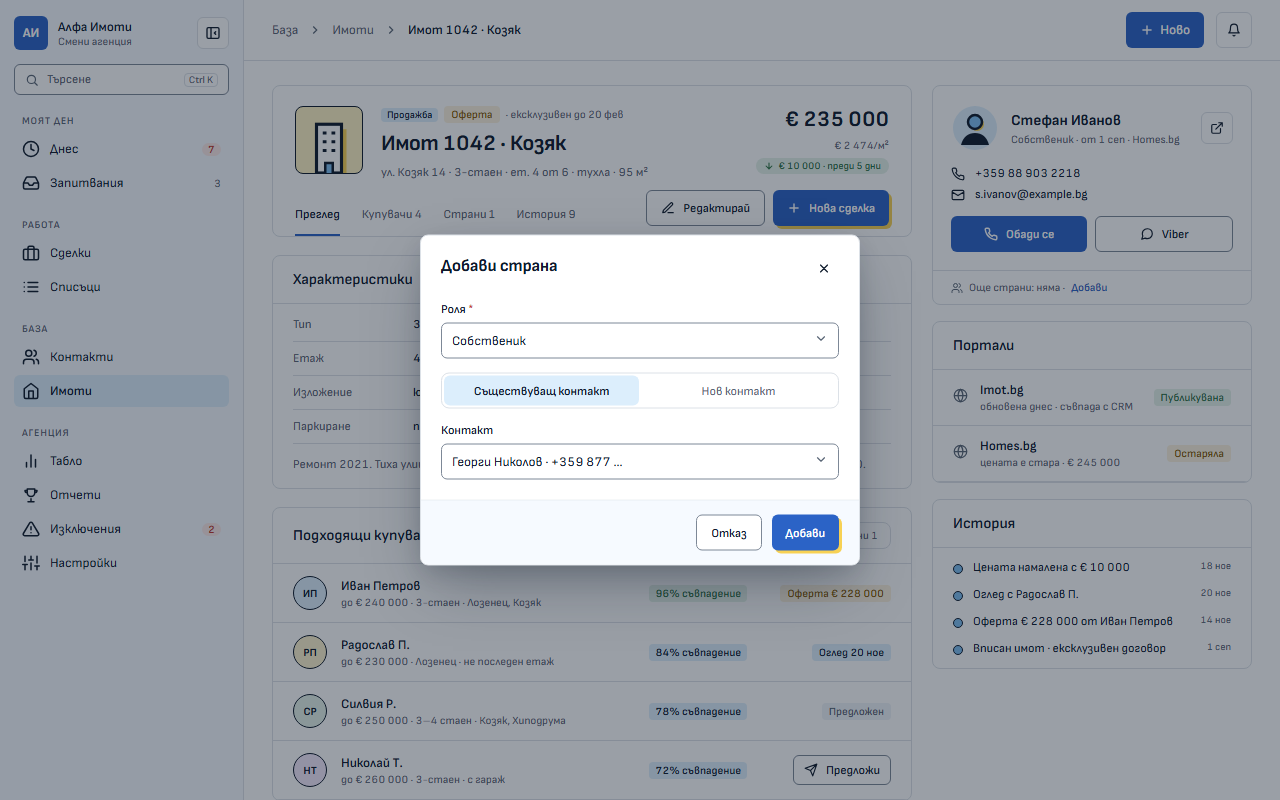 АИ
Алфа Имоти
Смени агенция
Търсене
Ctrl K
МОЯТ ДЕН
Днес
7
Запитвания
3
РАБОТА
Сделки
Списъци
БАЗА
Контакти
Имоти
АГЕНЦИЯ
Табло
Отчети
Изключения
2
Настройки
База
Имоти
Имот 1042 · Козяк
Ново
Продажба
Оферта
· ексклузивен до 20 фев
Имот 1042 · Козяк
ул. Козяк 14 · 3-стаен · ет. 4 от 6 · тухла · 95 м²
€ 235 000
€ 2 474/м²
€ 10 000 · преди 5 дни
Преглед
Купувачи 4
Страни 1
История 9
Редактирай
Нова сделка
Характеристики
Тип
Етаж
Изложение
Паркиране
Ремонт 2021. Тиха
Добави страна
Роля *
Собственик
Съществуващ контакт
Нов контакт
Контакт
Георги Николов · +359 877 ...
Отказ
Добави
Подходящи
Иван Петров
до € 240 000 · 3-стаен · Лозенец, Козяк
96% съвпадение
Оферта € 228 000
РП
Радослав П.
до € 230 000 · Лозенец · не последен етаж
84% съвпадение
Оглед 20 ное
СР
Силвия Р.
до € 250 000 · 3–4 стаен · Козяк, Хиподрума
78% съвпадение
Предложен
НТ
Николай Т.
до € 260 000 · 3-стаен · с гараж
72% съвпадение
Предложи
Стефан Иванов
Собственик · от 1 сеп · Homes.bg
+359 88 903 2218
s.ivanov@example.bg
Обади се
Viber
Още страни: няма ·
Добави
Портали
Imot.bg
обновена днес · съвпада с CRM
Публикувана
Homes.bg
цената е стара · € 245 000
Остаряла
История
Цената намалена с € 10 000
18 ное
Оглед с Радослав П.
20 ное
Оферта € 228 000 от Иван Петров
14 ное
Вписан имот · ексклузивен договор
1 сеп